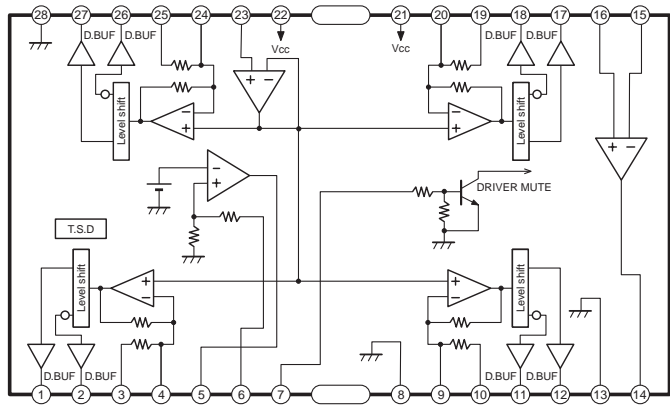 28 27 26 25 24 23 22 21 20 19 18 17 16 15
D.BUF D.BUF Vcc Vcc D.BUF D.BUF
Level shift
Level shift
− +
+ −
− +
− +
+ −
− +
DRIVER MUTE
T.S.D
Level shift
Level shift
+ −
+ −
D.BUF D.BUF D.BUF D.BUF
1 2 3 4 5 6 7 8 9 10 11 12 13 14